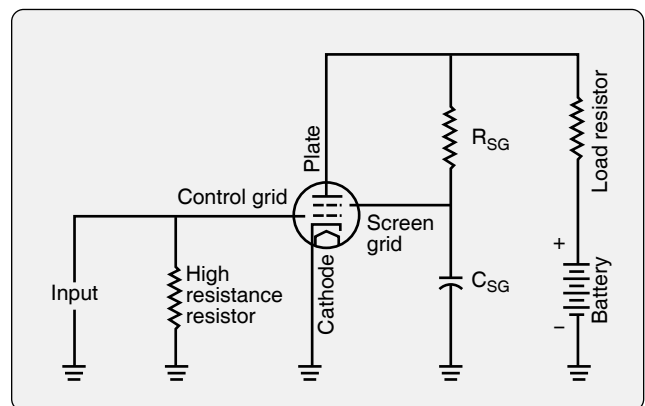 Plate
R_SG
Load resistor
Control grid
Screen
grid
+
Input
High
resistance
resistor
Cathode
C_SG
Battery
−